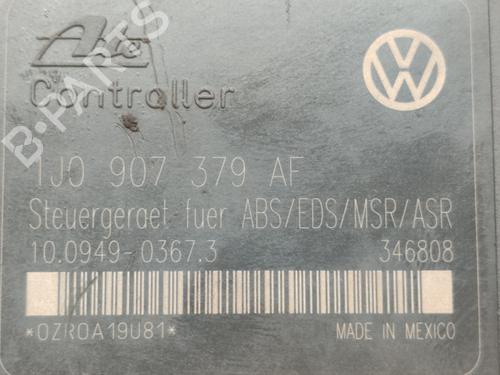 Ate
Controller
1J0 907 379 AF
Steuergeraet fuer ABS/EDS/MSR/ASR
10.0949-0367.3 346808
*0ZR0A19U81* MADE IN MEXICO
B-PARTS